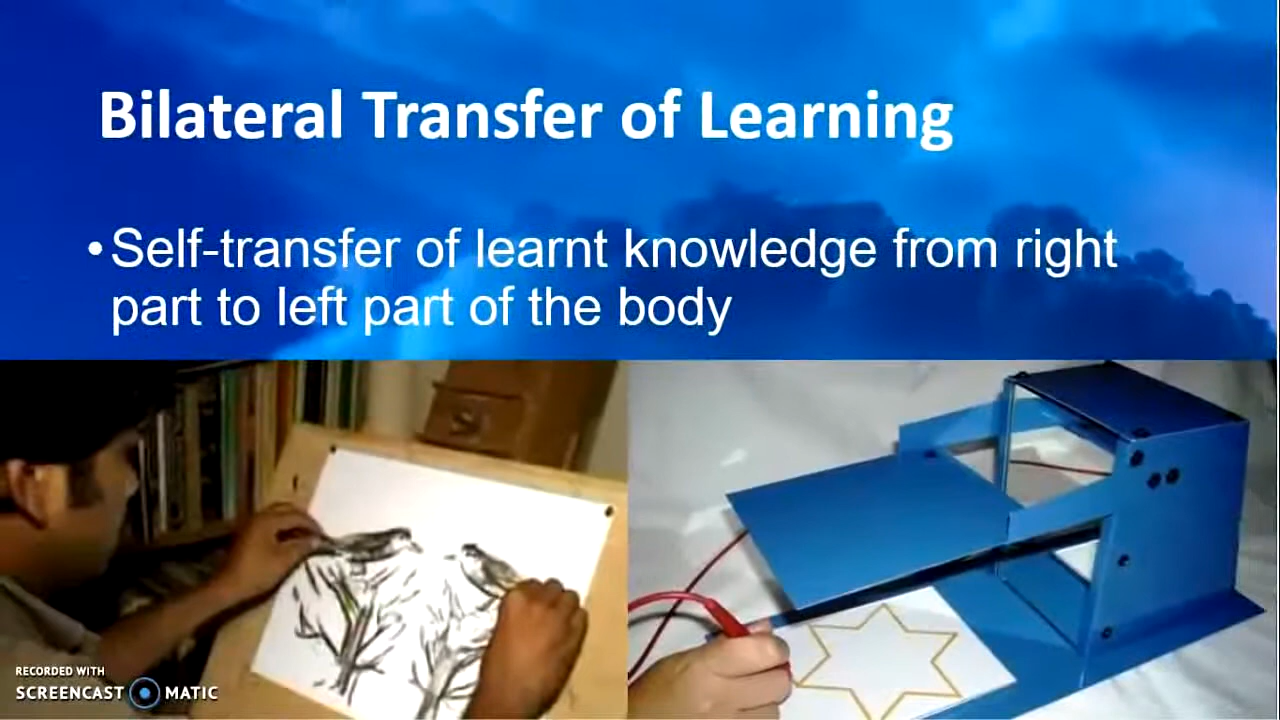 Bilateral Transfer of Learning
• Self-transfer of learnt knowledge from right
part to left part of the body
RECORDED WITH
SCREENCAST MATIC